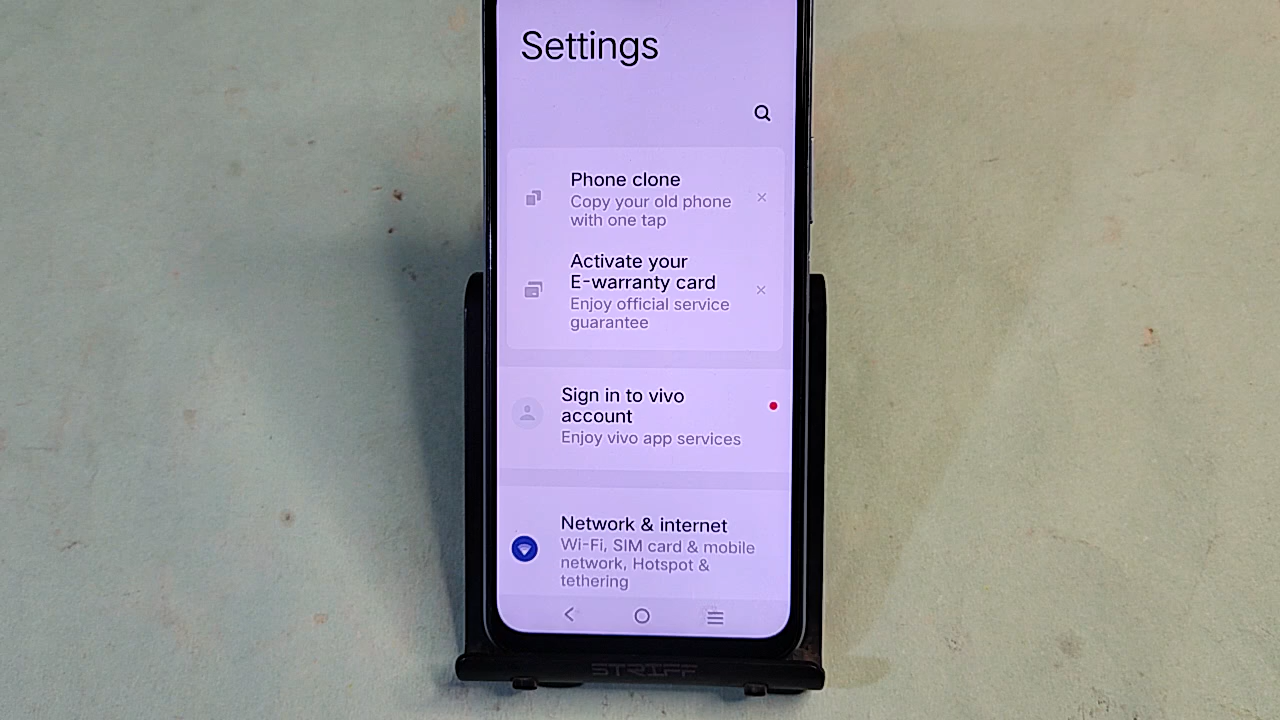 Settings
Phone clone
Copy your old phone
with one tap
Activate your
E-warranty card
Enjoy official service
guarantee
Sign in to vivo
account
Enjoy vivo app services
Network & internet
Wi-Fi, SIM card & mobile
network, Hotspot &
tethering
STRIFF